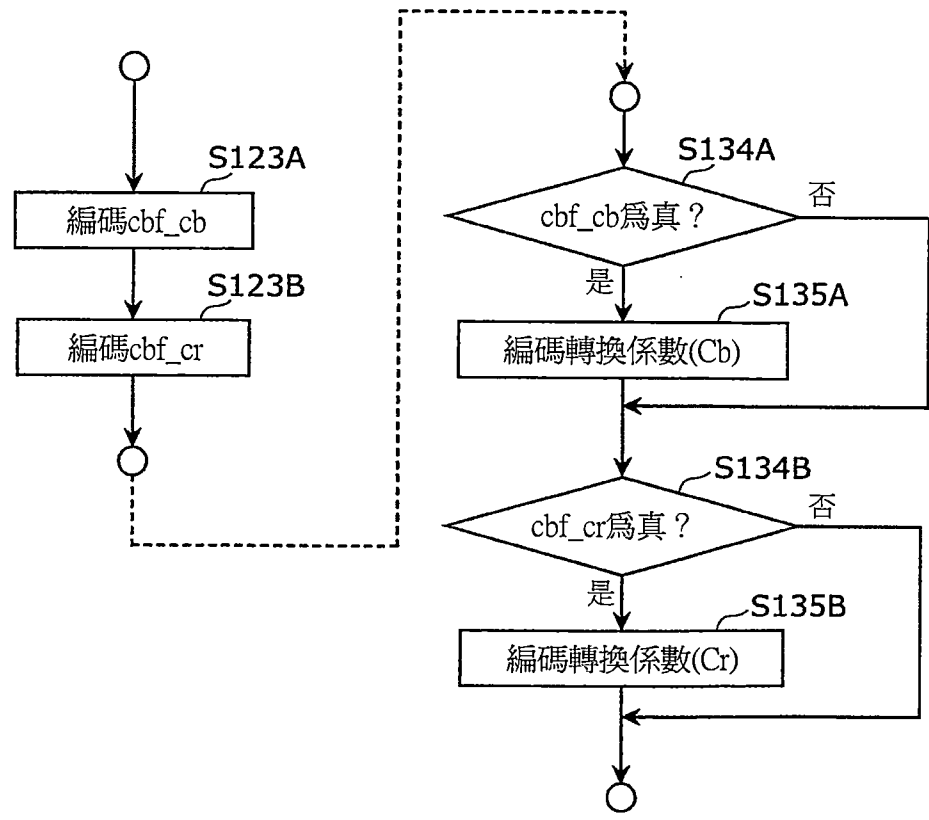 S123A
編碼cbf_cb
S123B
編碼cbf_cr
S134A
cbf_cb爲真？
否
是
S135A
編碼轉換係數(Cb)
S134B
cbf_cr爲真？
否
是
S135B
編碼轉換係數(Cr)